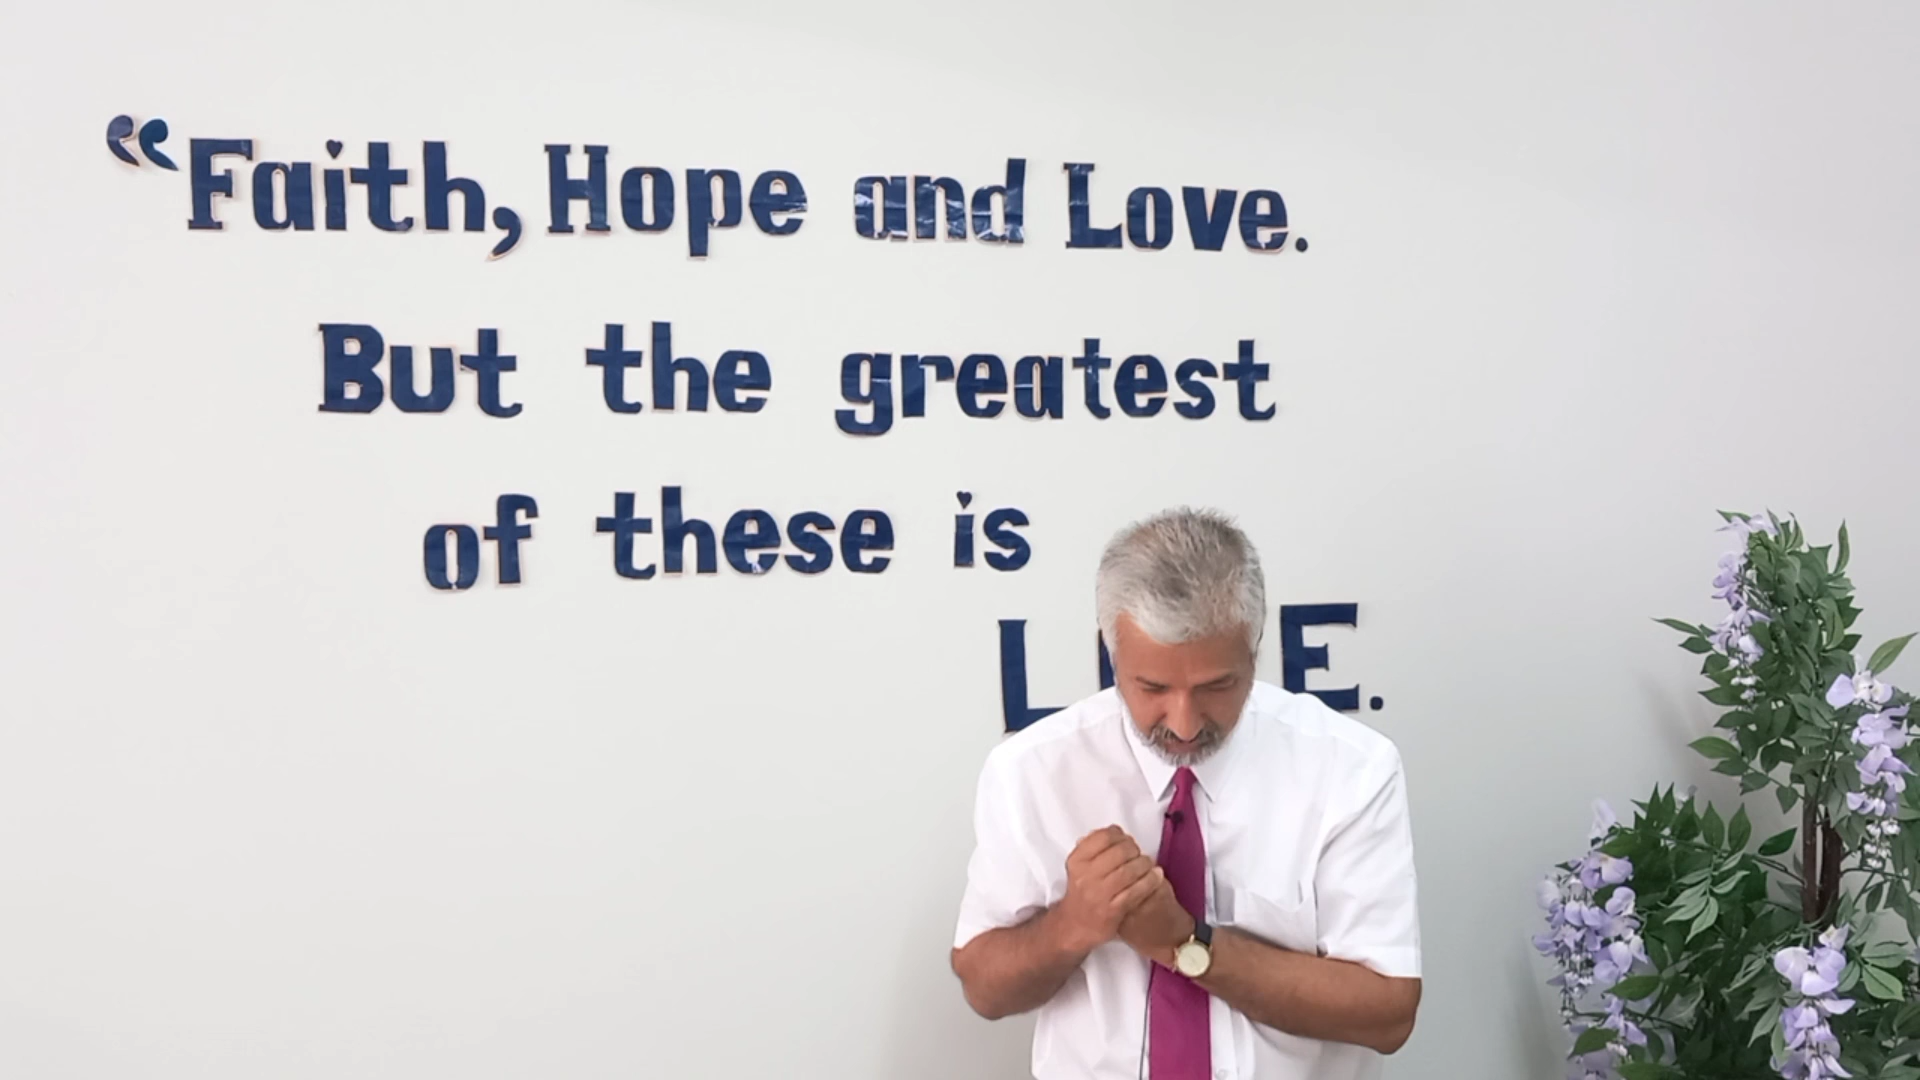 “Faith, Hope and Love.
But the greatest
of these is